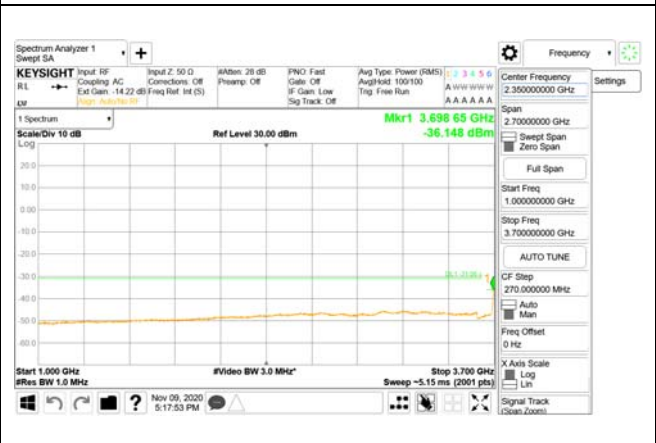 Spectrum Analyzer 1
Swept SA
Frequency
KEYSIGHT
RL
Input: RF
Coupling: AC
Ext Gain: -14.22 dB
Align: Auto/No RF
Input Z: 50 Ω
Corrections: Off
Freq Ref: Int (S)
#Atten: 28 dB
Preamp: Off
PNO: Fast
Gate: Off
IF Gain: Low
Sig Track: Off
Avg Type: Power (RMS)
Avg|Hold: 100/100
Trig: Free Run
1 2 3 4 5 6
A W W W W W
A A A A A A
Center Frequency
2.350000000 GHz
Settings
Span
2.70000000 GHz
Swept Span
Zero Span
Full Span
Start Freq
1.000000000 GHz
Stop Freq
3.700000000 GHz
AUTO TUNE
CF Step
270.000000 MHz
Auto
Man
Freq Offset
0 Hz
X Axis Scale
Log
Lin
Signal Track
(Span Zoom)
1 Spectrum
Scale/Div 10 dB
Ref Level 30.00 dBm
Mkr1 3.698 65 GHz
-36.148 dBm
Log
20.0
10.0
0.00
-10.0
-20.0
-30.0
-40.0
-50.0
-60.0
1
Start 1.000 GHz
#Video BW 3.0 MHz*
Stop 3.700 GHz
#Res BW 1.0 MHz
Sweep ~5.15 ms (2001 pts)
Nov 09, 2020
5:17:53 PM